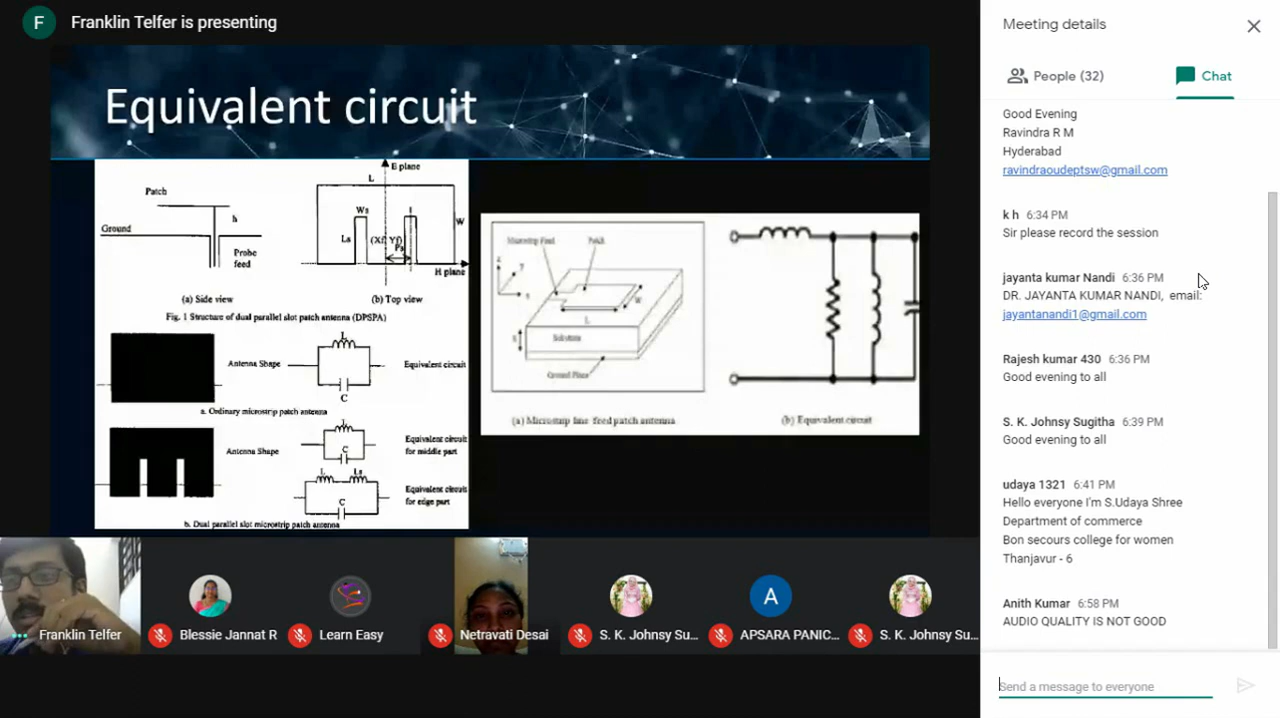 F Franklin Telfer is presenting
Equivalent circuit
E plane
L
Patch
h
Ground
Probe
feed
Ws
l
W
Ls
(Xf, Yf)
Ps
H plane
(a) Side view
(b) Top view
Fig. 1 Structure of dual parallel slot patch antenna (DPSPA)
Antenna Shape
L
C
Equivalent circuit
a. Ordinary microstrip patch antenna
Antenna Shape
L
C
Equivalent circuit
for middle part
L
Ls
C
Equivalent circuit
for edge part
b. Dual parallel slot microstrip patch antenna
Microstrip Feed
Patch
W
L
Substrate
Ground Plane
(a) Microstrip line feed patch antenna
(b) Equivalent circuit
Franklin Telfer
Blessie Jannat R
Learn Easy
Netravati Desai
S. K. Johnsy Su...
A
APSARA PANIC...
S. K. Johnsy Su...
Meeting details
People (32)
Chat
Good Evening
Ravindra R M
Hyderabad
ravindraoudeptsw@gmail.com
k h 6:34 PM
Sir please record the session
jayanta kumar Nandi 6:36 PM
DR. JAYANTA KUMAR NANDI, email:
jayantanandi1@gmail.com
Rajesh kumar 430 6:36 PM
Good evening to all
S. K. Johnsy Sugitha 6:39 PM
Good evening to all
udaya 1321 6:41 PM
Hello everyone I'm S.Udaya Shree
Department of commerce
Bon secours college for women
Thanjavur - 6
Anith Kumar 6:58 PM
AUDIO QUALITY IS NOT GOOD
Send a message to everyone